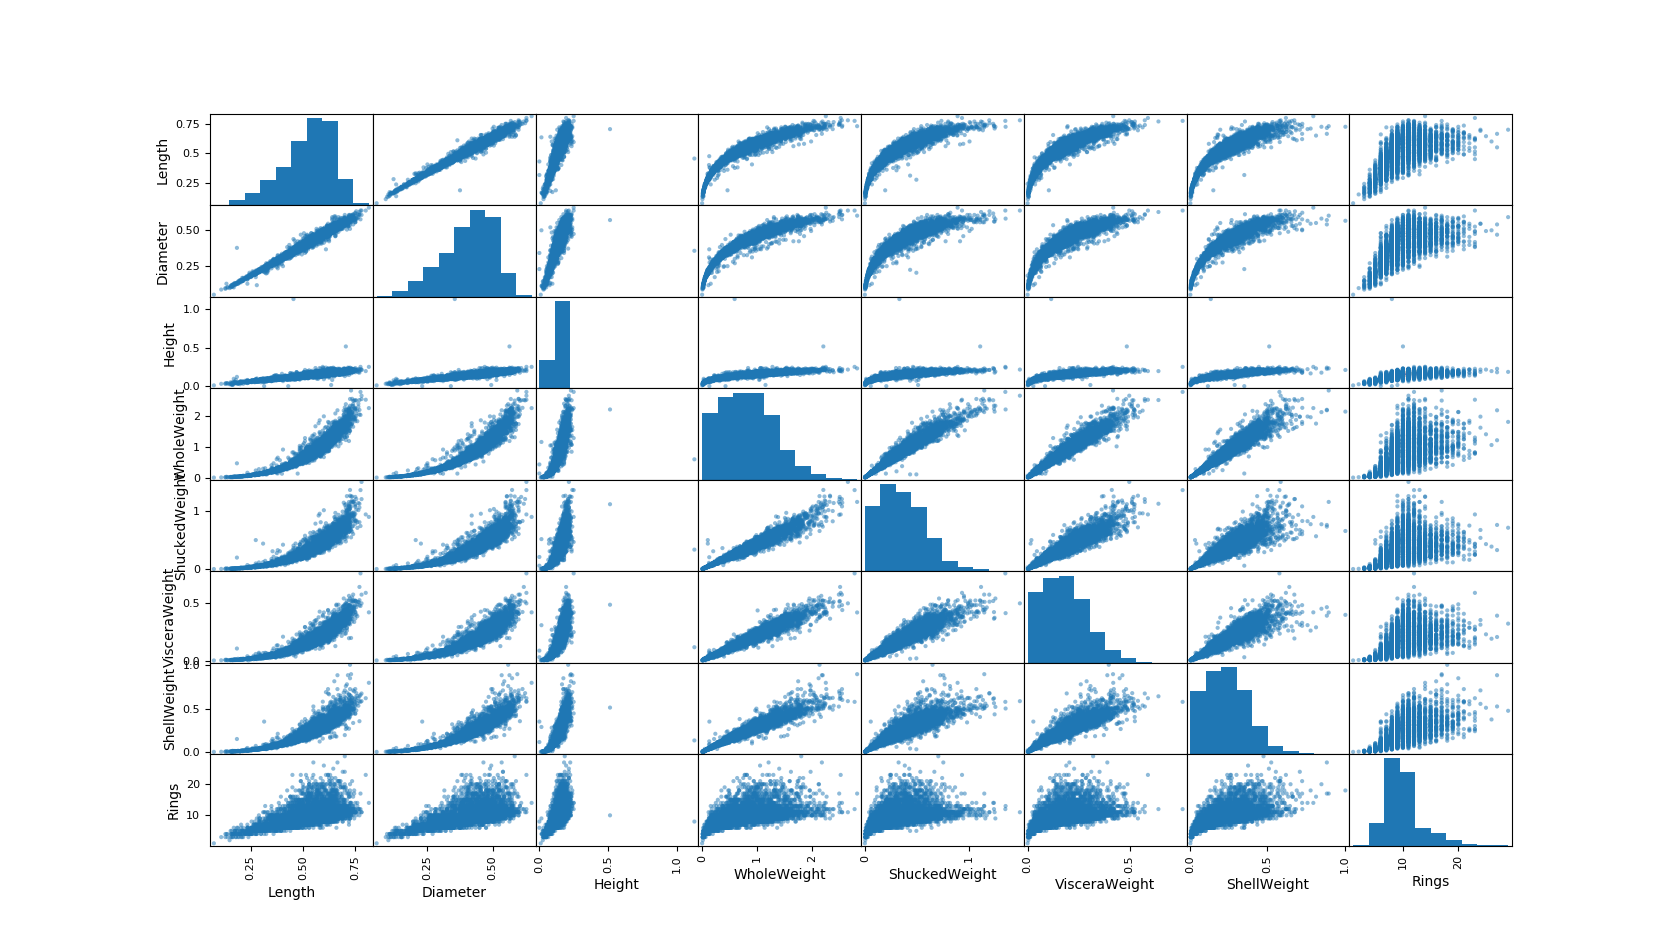 0.75
0.5
0.25
Length
0.50
0.25
Diameter
1.0
0.5
0.0
Height
2
1
0
WholeWeight
1
0
ShuckedWeight
0.5
0.0
VisceraWeight
1.0
0.5
0.0
ShellWeight
20
10
Rings
0.25 0.50 0.75 0.25 0.50 0.0 0.5 1.0 0 1 2 0 1 0.0 0.5 0.0 0.5 1.0 10 20
Length Diameter Height WholeWeight ShuckedWeight VisceraWeight ShellWeight Rings